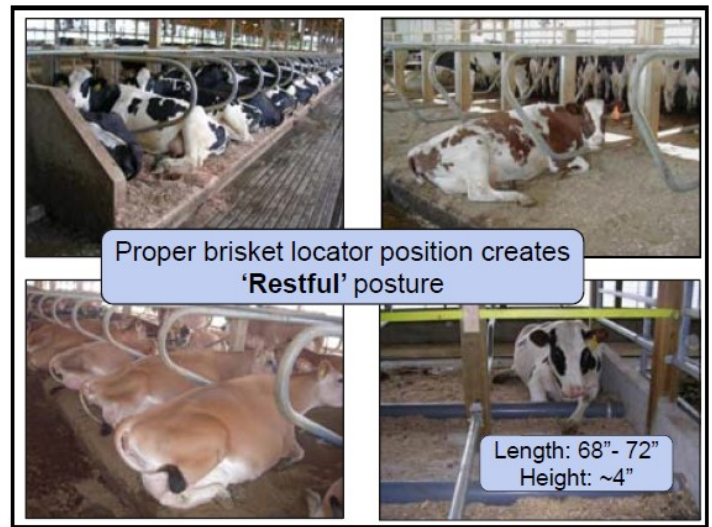 Proper brisket locator position creates
‘Restful’ posture
Length: 68”- 72”
Height: ~4”